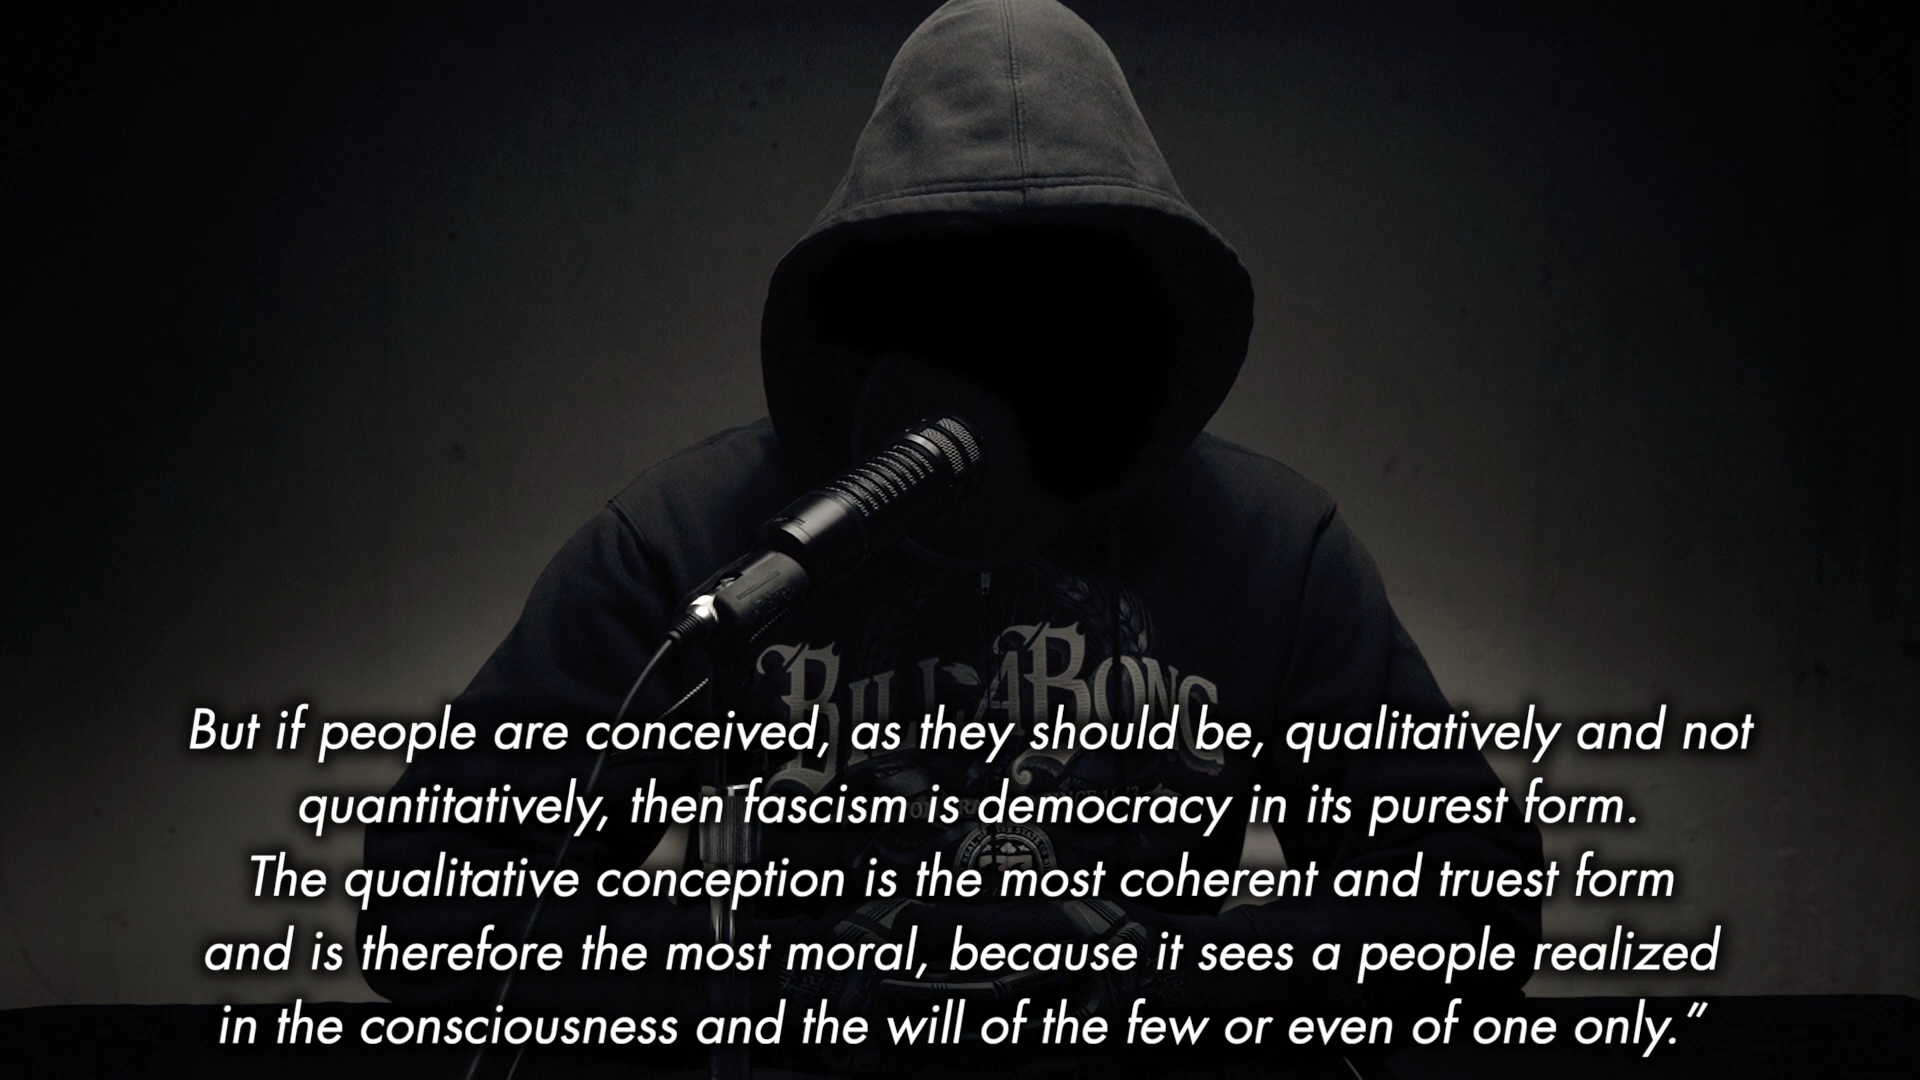 BILLABONG
But if people are conceived, as they should be, qualitatively and not
quantitatively, then fascism is democracy in its purest form.
The qualitative conception is the most coherent and truest form
and is therefore the most moral, because it sees a people realized
in the consciousness and the will of the few or even of one only.”